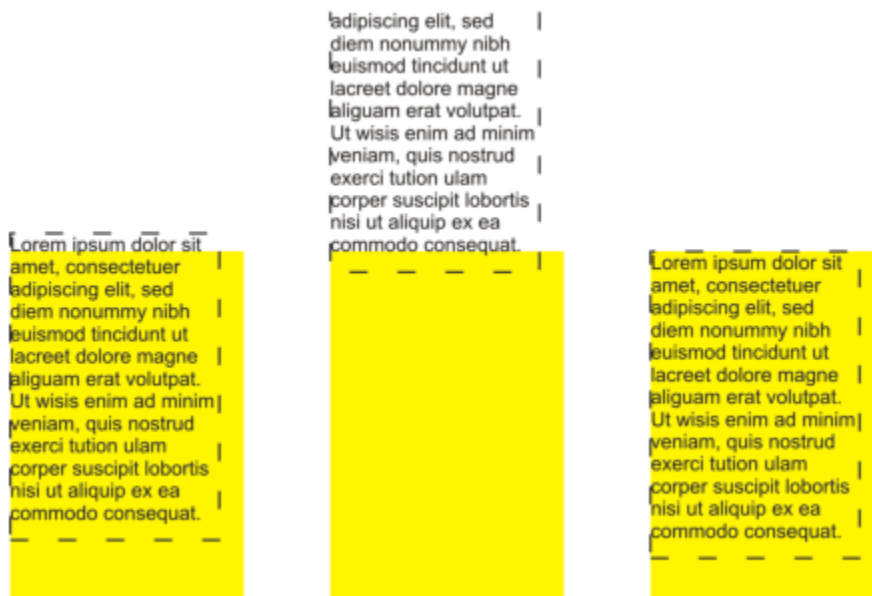 Lorem ipsum dolor sit
amet, consectetuer
adipiscing elit, sed
diem nonummy nibh
euismod tincidunt ut
lacreet dolore magne
aliguam erat volutpat.
Ut wisis enim ad minim
veniam, quis nostrud
exerci tution ulam
corper suscipit lobortis
nisi ut aliquip ex ea
commodo consequat.
adipiscing elit, sed
diem nonummy nibh
euismod tincidunt ut
lacreet dolore magne
aliguam erat volutpat.
Ut wisis enim ad minim
veniam, quis nostrud
exerci tution ulam
corper suscipit lobortis
nisi ut aliquip ex ea
commodo consequat.
Lorem ipsum dolor sit
amet, consectetuer
adipiscing elit, sed
diem nonummy nibh
euismod tincidunt ut
lacreet dolore magne
aliguam erat volutpat.
Ut wisis enim ad minim
veniam, quis nostrud
exerci tution ulam
corper suscipit lobortis
nisi ut aliquip ex ea
commodo consequat.